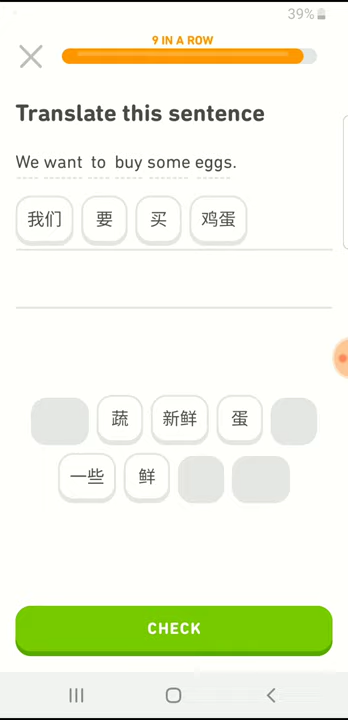 39%
9 IN A ROW
Translate this sentence
We want to buy some eggs.
我们 要 买 鸡蛋
蔬 新鲜 蛋
一些 鲜
CHECK